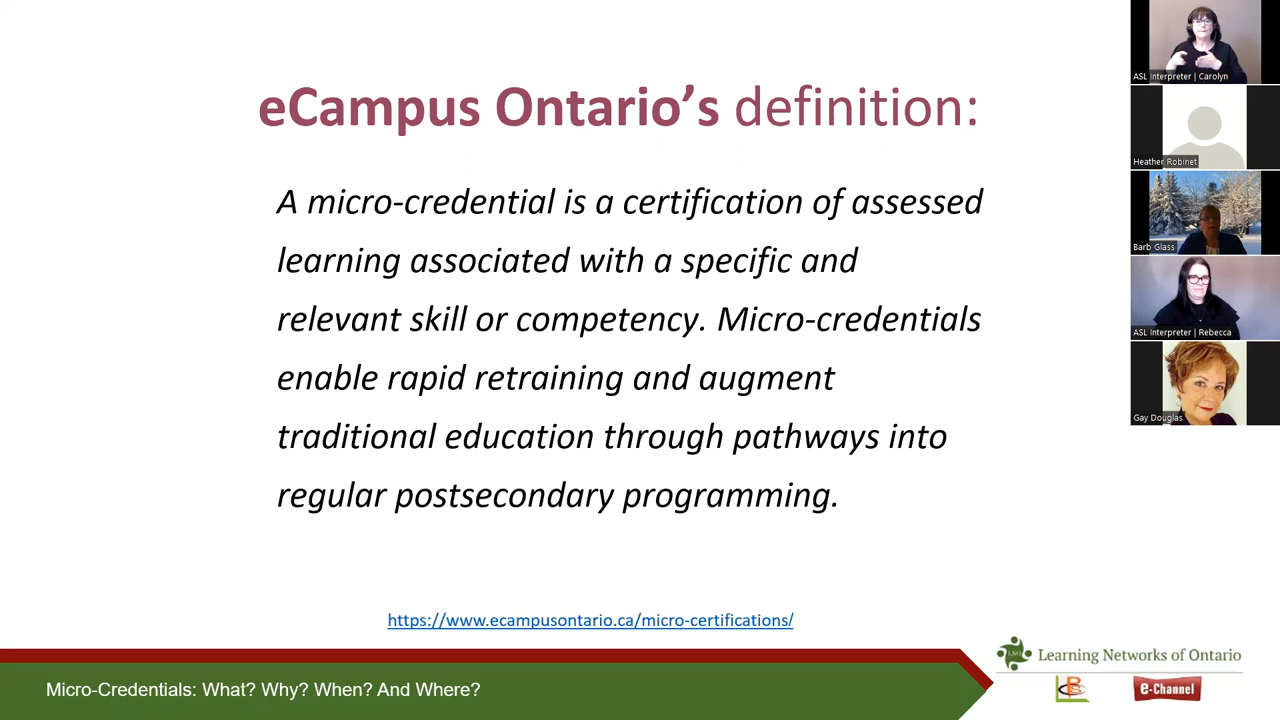 eCampus Ontario's definition:
A micro-credential is a certification of assessed
learning associated with a specific and
relevant skill or competency. Micro-credentials
enable rapid retraining and augment
traditional education through pathways into
regular postsecondary programming.
https://www.ecampusontario.ca/micro-certifications/
Micro-Credentials: What? Why? When? And Where?
LNO
Learning Networks of Ontario
LBS
e-Channel
ASL Interpreter | Carolyn
Heather Robinet
Barb Glass
ASL Interpreter | Rebecca
Gay Douglas